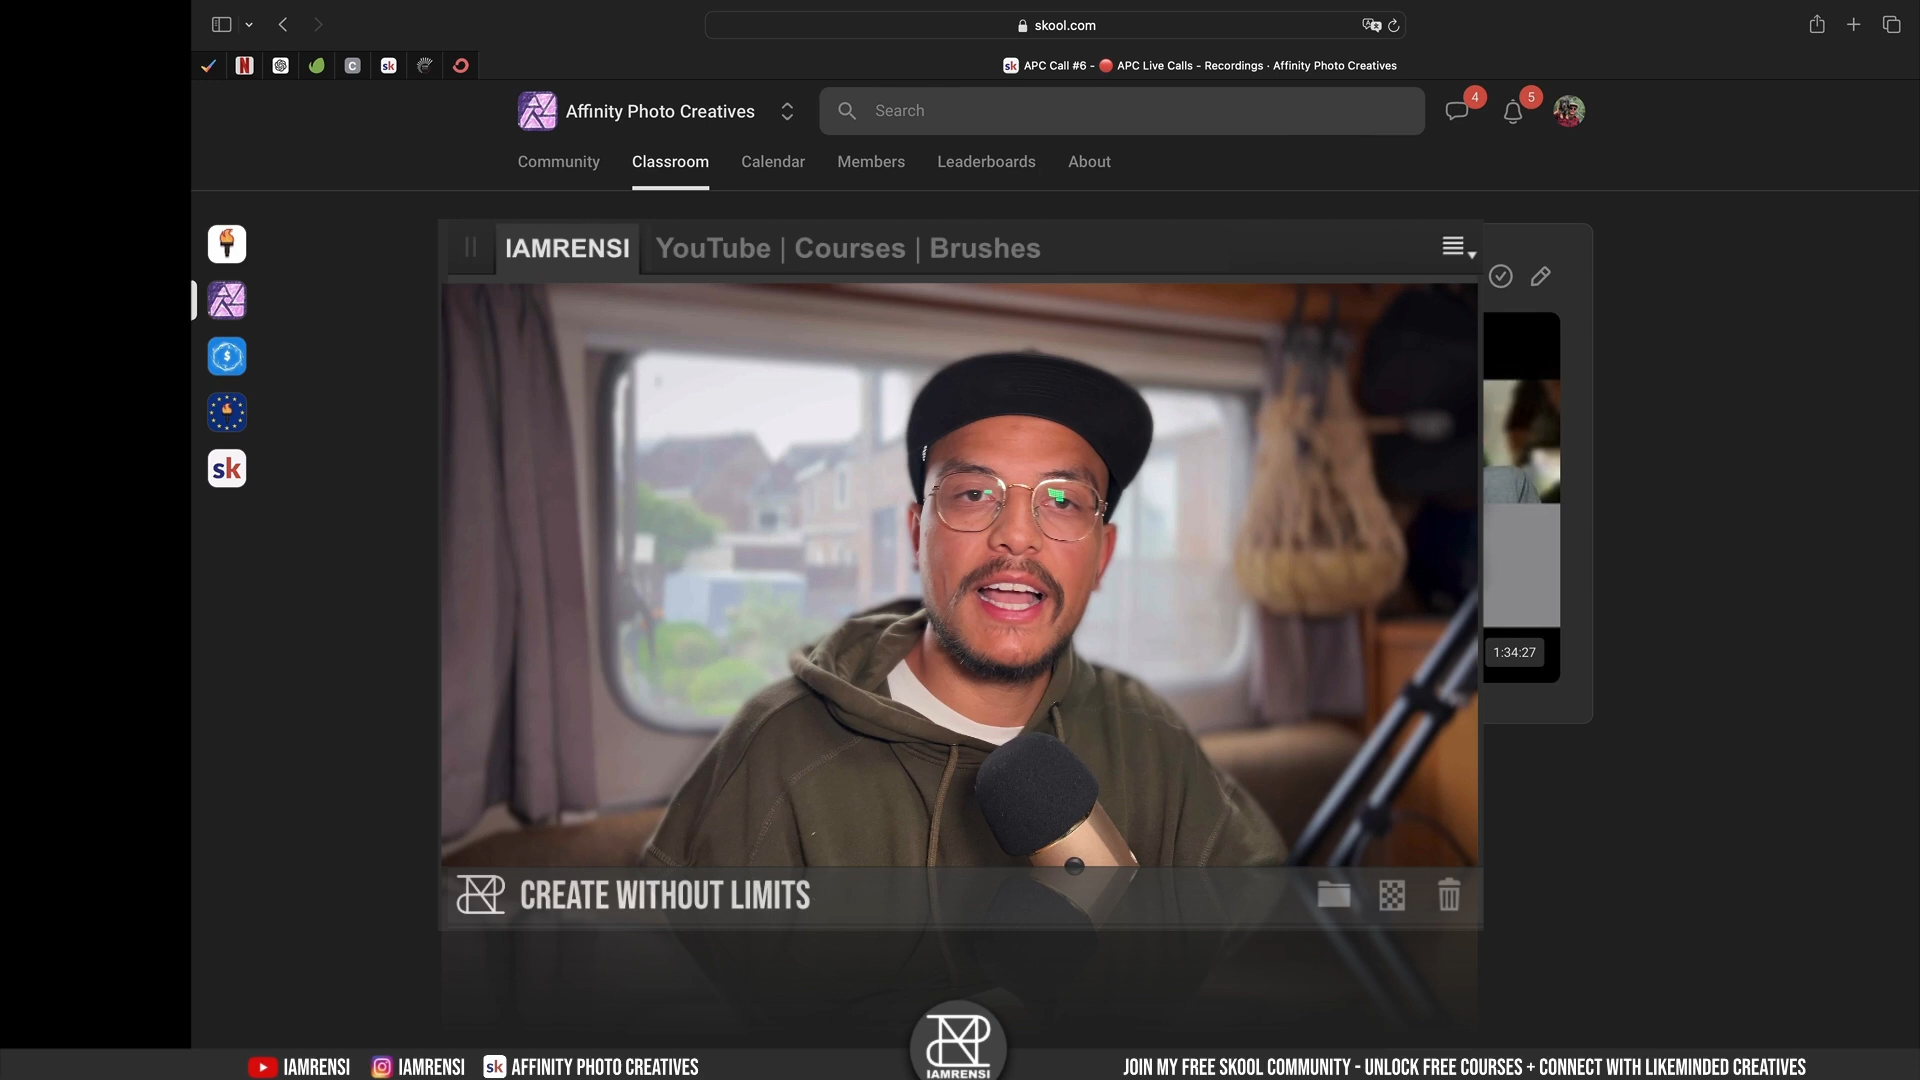 skool.com
APC Call #6 - 🔴 APC Live Calls - Recordings · Affinity Photo Creatives
Affinity Photo Creatives
Search
4
5
Community
Classroom
Calendar
Members
Leaderboards
About
IAMRENSI
YouTube | Courses | Brushes
sk
1:34:27
CREATE WITHOUT LIMITS
IAMRENSI
IAMRENSI
IAMRENSI
sk AFFINITY PHOTO CREATIVES
JOIN MY FREE SKOOL COMMUNITY - UNLOCK FREE COURSES + CONNECT WITH LIKEMINDED CREATIVES